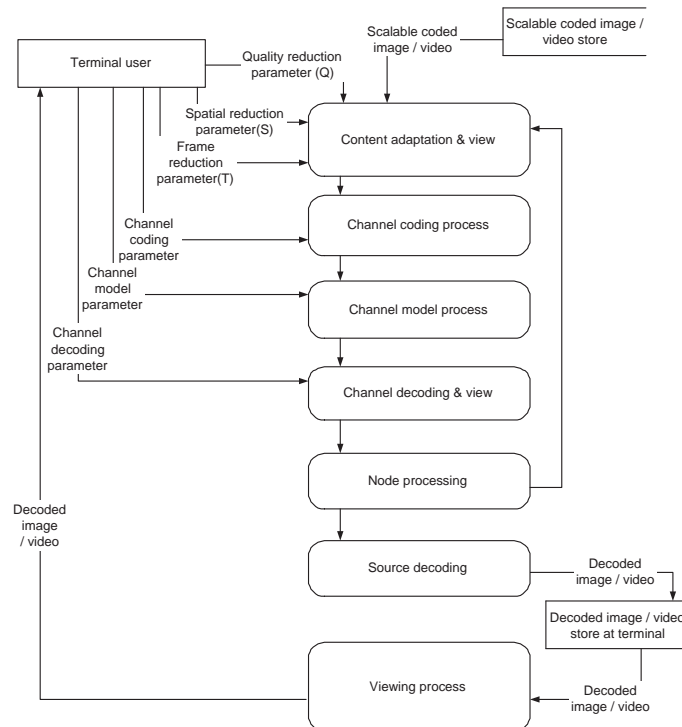 Scalable coded
image / video
Scalable coded image /
video store
Terminal user
Quality reduction
parameter (Q)
Spatial reduction
parameter(S)
Frame
reduction
parameter(T)
Content adaptation & view
Channel
coding
parameter
Channel coding process
Channel
model
parameter
Channel model process
Channel
decoding
parameter
Channel decoding & view
Node processing
Decoded
image
/ video
Source decoding
Decoded
image / video
Decoded image / video
store at terminal
Viewing process
Decoded
image / video